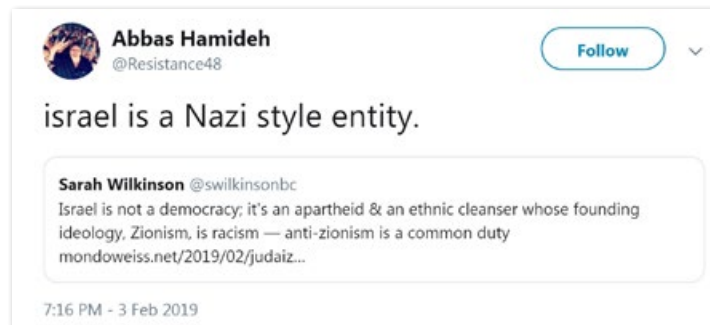 Abbas Hamideh
@Resistance48
Follow
israel is a Nazi style entity.
Sarah Wilkinson @swilkinsonbc
Israel is not a democracy; it's an apartheid & an ethnic cleanser whose founding
ideology, Zionism, is racism — anti-zionism is a common duty
mondoweiss.net/2019/02/judaiz...
7:16 PM - 3 Feb 2019